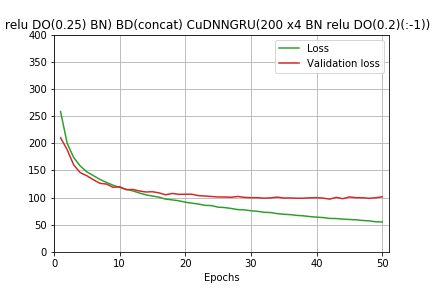 relu DO(0.25) BN) BD(concat) CuDNNGRU(200 x4 BN relu DO(0.2)(:-1))
400
350
300
250
200
150
100
50
0
Loss
Validation loss
0 10 20 30 40 50
Epochs